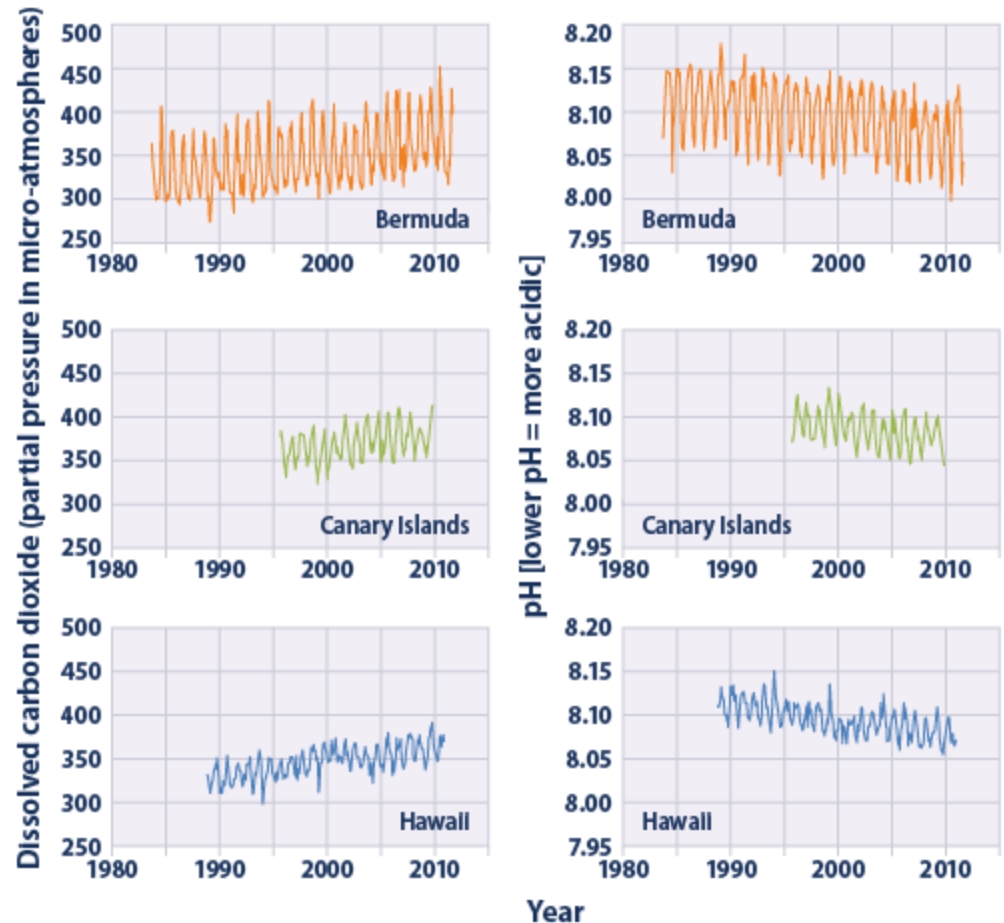 Dissolved carbon dioxide (partial pressure in micro-atmospheres)
500
450
400
350
300
250
1980 1990 2000 2010
Bermuda
500
450
400
350
300
250
1980 1990 2000 2010
Canary Islands
500
450
400
350
300
250
1980 1990 2000 2010
Hawaii
pH [lower pH = more acidic]
8.20
8.15
8.10
8.05
8.00
7.95
1980 1990 2000 2010
Bermuda
8.20
8.15
8.10
8.05
8.00
7.95
1980 1990 2000 2010
Canary Islands
8.20
8.15
8.10
8.05
8.00
7.95
1980 1990 2000 2010
Hawaii
Year